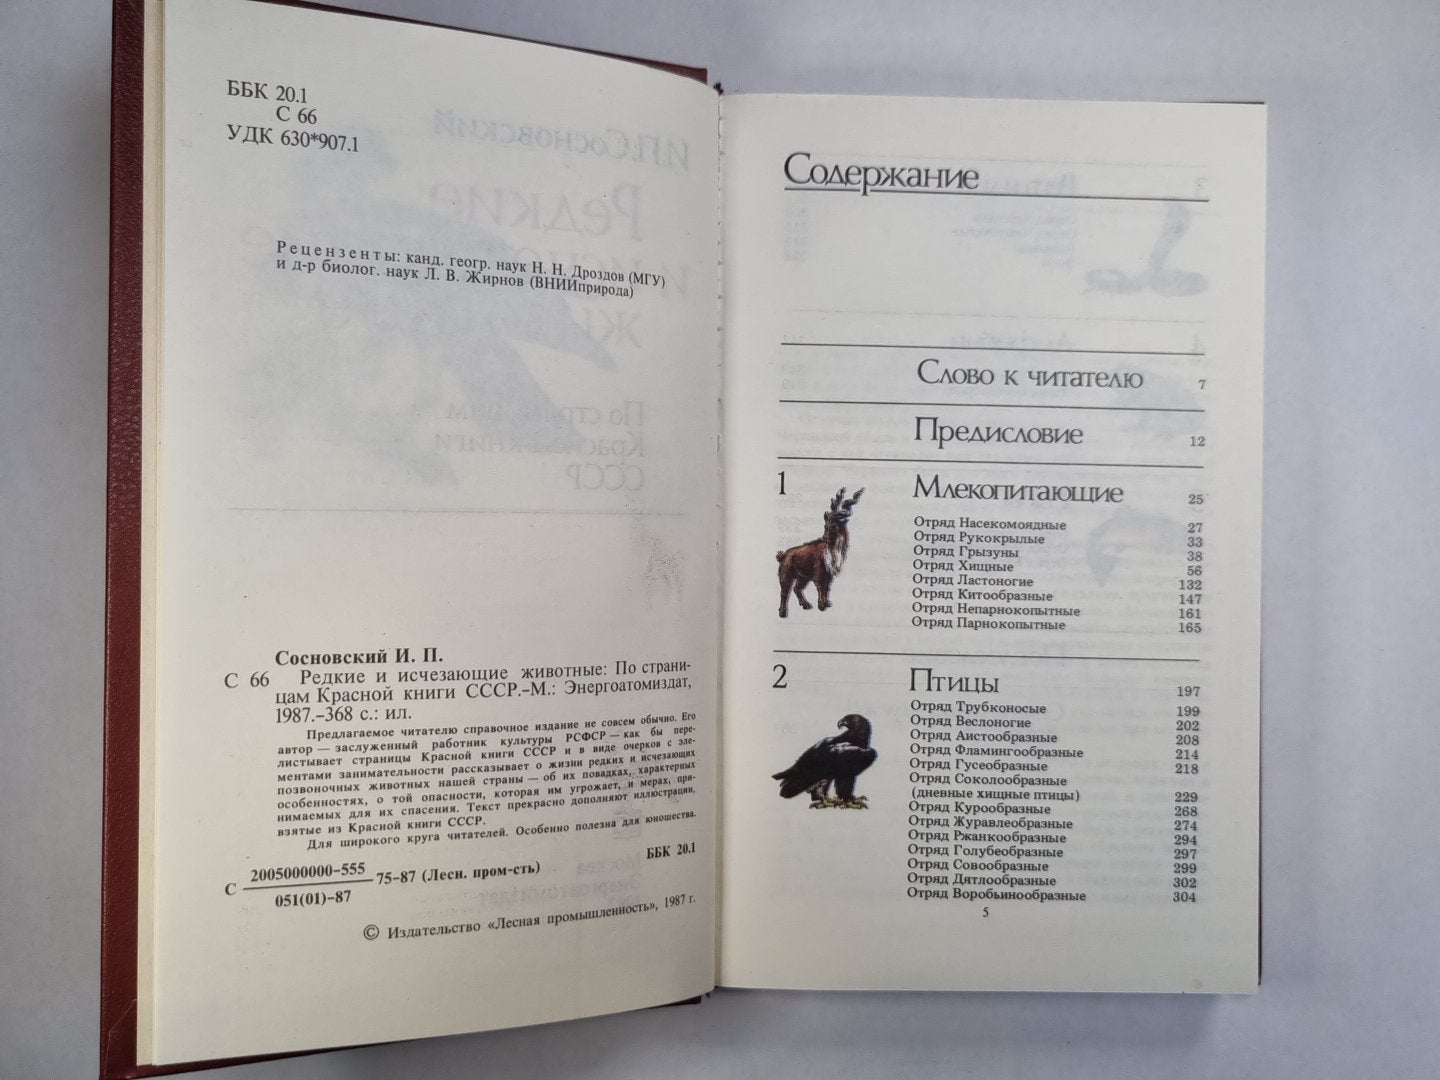 ББК 20.1
С 66
УДК 630*907.1
Рецензенты: канд. геогр. наук Н. Н. Дроздов (МГУ)
и д-р биолог. наук Л. В. Жирнов (ВНИИприрода)
Сосновский И. П.
С 66 Редкие и исчезающие животные: По страни-
цам Красной книги СССР.–М.: Энергоатомиздат,
1987.–368 с.: ил.
Предлагаемое читателю справочное издание не совсем обычно. Его
автор — заслуженный работник культуры РСФСР — как бы пере-
листывает страницы Красной книги СССР и в виде очерков с эле-
ментами занимательности рассказывает о жизни редких и исчезающих
позвоночных животных нашей страны — об их повадках, характерных
особенностях, о той опасности, которая им угрожает, и мерах, при-
нимаемых для их спасения. Текст прекрасно дополняют иллюстрации,
взятые из Красной книги СССР.
Для широкого круга читателей. Особенно полезна для юношества.
С 2005000000–555
051(01)–87 75–87 (Лесн. пром-сть)
ББК 20.1
© Издательство «Лесная промышленность», 1987 г.
Содержание
Слово к читателю 7
Предисловие 12
1 Млекопитающие 25
Отряд Насекомоядные 27
Отряд Рукокрылые 33
Отряд Грызуны 38
Отряд Хищные 56
Отряд Ластоногие 132
Отряд Китообразные 147
Отряд Непарнокопытные 161
Отряд Парнокопытные 165
2 Птицы 197
Отряд Трубконосые 199
Отряд Веслоногие 202
Отряд Аистообразные 208
Отряд Фламингообразные 214
Отряд Гусеобразные 218
Отряд Соколообразные
(дневные хищные птицы) 229
Отряд Курообразные 268
Отряд Журавлеобразные 274
Отряд Ржанкообразные 294
Отряд Голубеобразные 297
Отряд Совообразные 299
Отряд Дятлообразные 302
Отряд Воробьинообразные 304
5